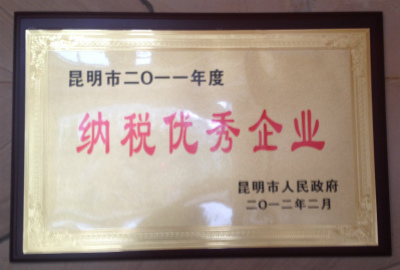 昆明市二〇一一年度
纳税优秀企业
昆明市人民政府
二〇一二年二月